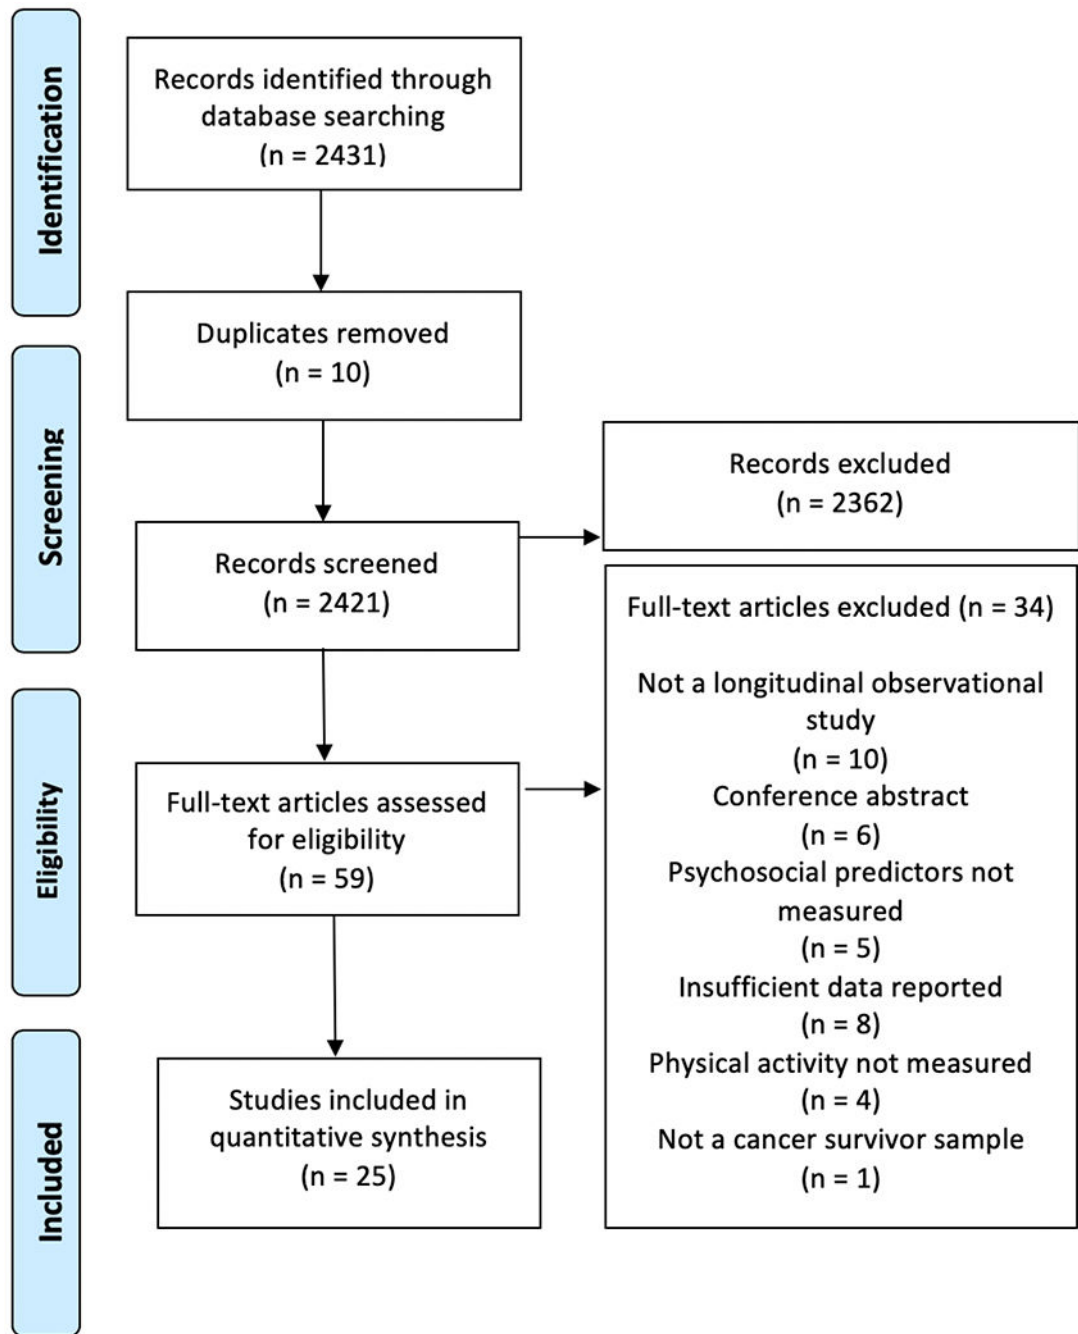 Identification
Records identified through
database searching
(n = 2431)
Duplicates removed
(n = 10)
Screening
Records excluded
(n = 2362)
Records screened
(n = 2421)
Full-text articles excluded (n = 34)
Not a longitudinal observational
study
(n = 10)
Conference abstract
(n = 6)
Psychosocial predictors not
measured
(n = 5)
Insufficient data reported
(n = 8)
Physical activity not measured
(n = 4)
Not a cancer survivor sample
(n = 1)
Eligibility
Full-text articles assessed
for eligibility
(n = 59)
Included
Studies included in
quantitative synthesis
(n = 25)